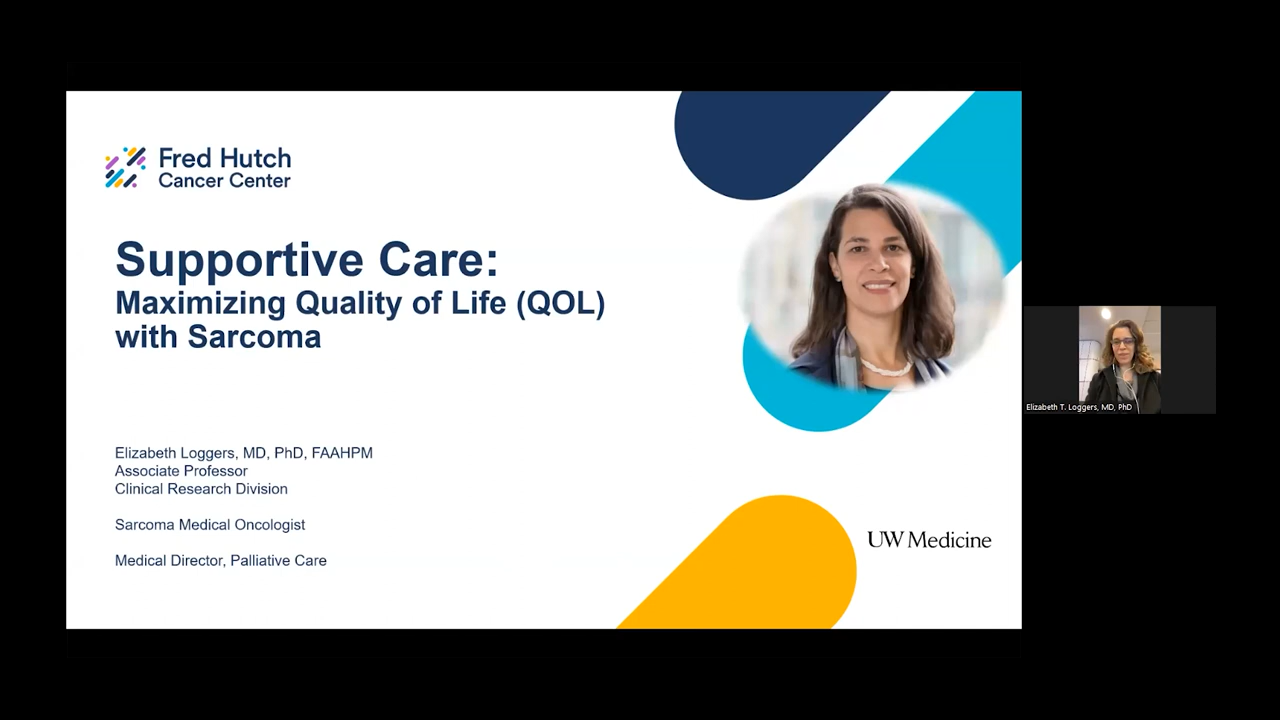 Fred Hutch
Cancer Center
Supportive Care:
Maximizing Quality of Life (QOL)
with Sarcoma
Elizabeth Loggers, MD, PhD, FAAHPM
Associate Professor
Clinical Research Division
Sarcoma Medical Oncologist
Medical Director, Palliative Care
UW Medicine
Elizabeth T. Loggers, MD, PhD